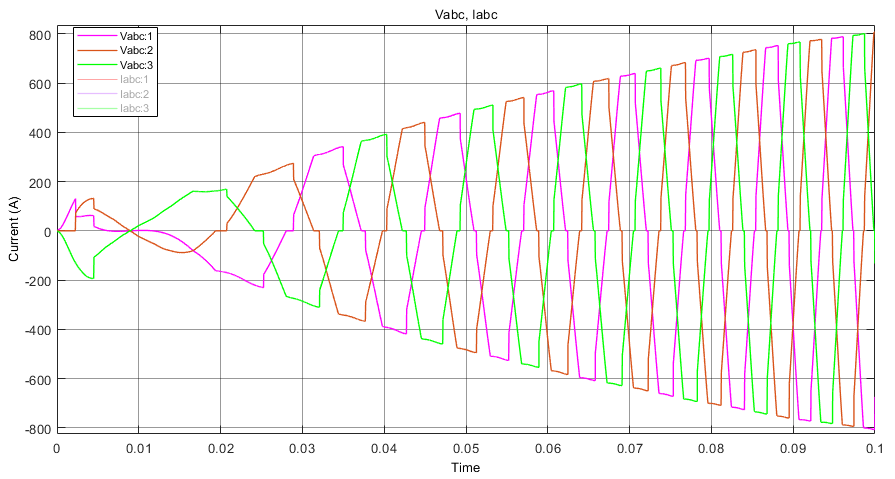 Vabc, Iabc
Vabc:1
Vabc:2
Vabc:3
Iabc:1
Iabc:2
Iabc:3
800
600
400
200
0
-200
-400
-600
-800
Current (A)
0 0.01 0.02 0.03 0.04 0.05 0.06 0.07 0.08 0.09 0.1
Time